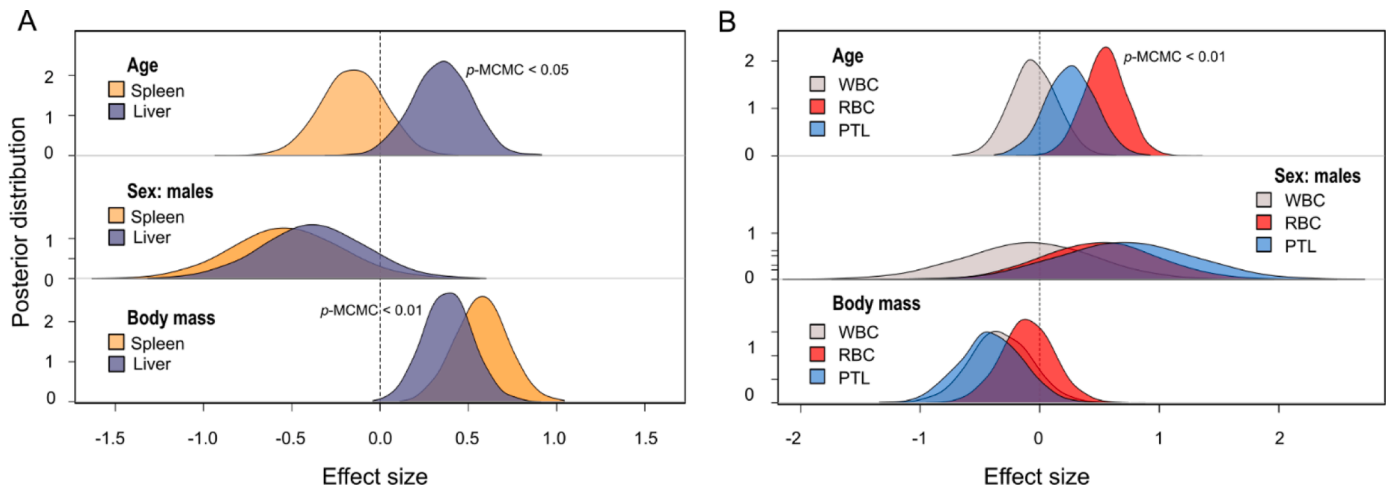 A
Posterior distribution
Age
Spleen
Liver
p-MCMC < 0.05
2
1
0
Sex: males
Spleen
Liver
1
0
Body mass
Spleen
Liver
p-MCMC < 0.01
2
1
0
-1.5 -1.0 -0.5 0.0 0.5 1.0 1.5
Effect size
B
Age
WBC
RBC
PTL
p-MCMC < 0.01
2
1
0
Sex: males
WBC
RBC
PTL
1
0
Body mass
WBC
RBC
PTL
1
0
-2 -1 0 1 2
Effect size